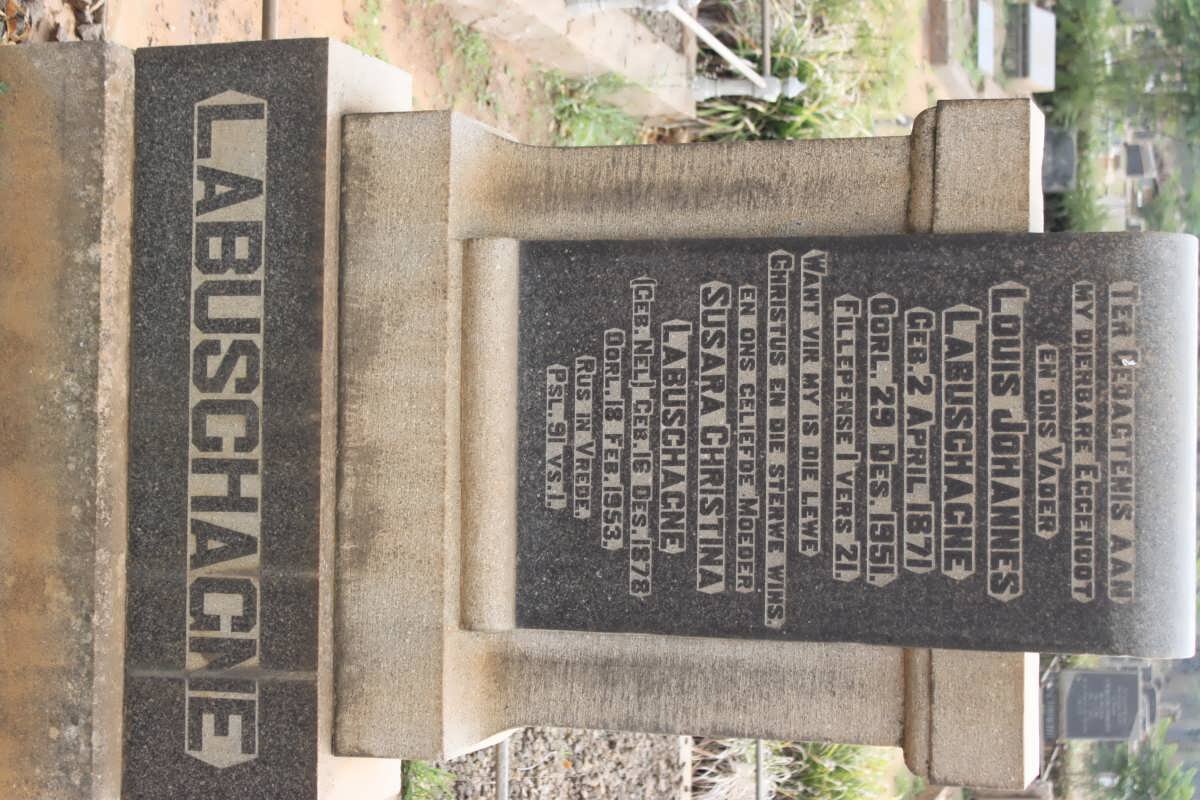 TER GEDAGTENIS AAN
MY DIERBARE EGGENOOT
EN ONS VADER
LOUIS JOHANNES
LABUSCHAGNE
GEB. 2 APRIL. 1871
OORL. 29 DES. 1951.
FILLEPENSE 1 VERS 21
WANT VIR MY IS DIE LEWE
CHRISTUS EN DIE STERWE WINS.
EN ONS GELEFDE MOEDER
SUSARA CHRISTINA
LABUSCHAGNE
(GEB. NEL) GEB. 16 DES. 1878
OORL. 18 FEB. 1953.
RUS IN VREDE.
PSL. 91 VS. 1.
LABUSCHAGNE